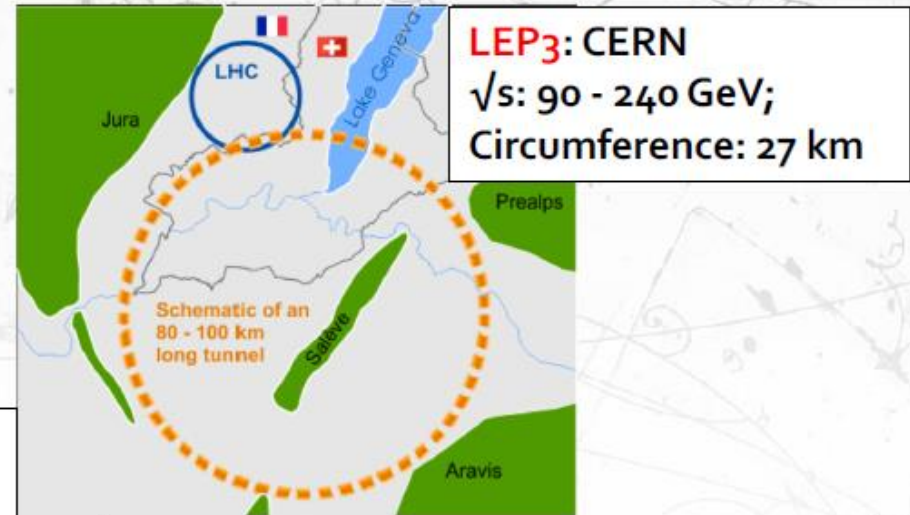 LEP3: CERN
√s: 90 - 240 GeV;
Circumference: 27 km
LHC
Lake Geneva
Jura
Prealps
Schematic of an
80 - 100 km
long tunnel
Salève
Aravis